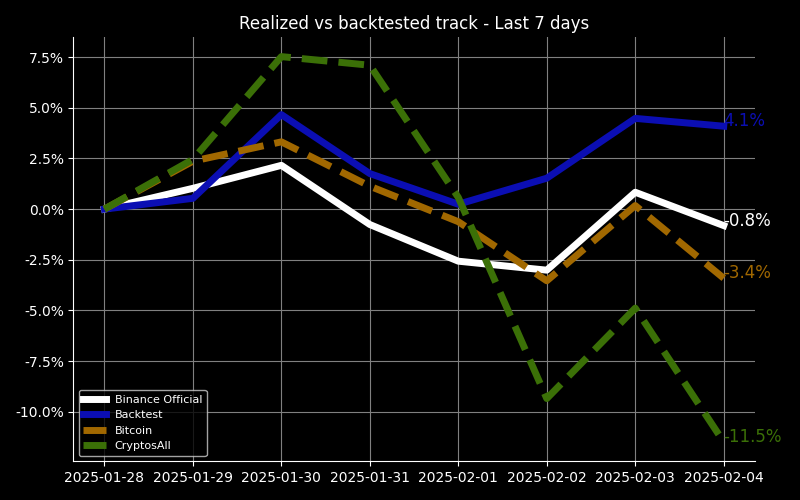 Realized vs backtested track - Last 7 days
7.5%
5.0%
2.5%
0.0%
-2.5%
-5.0%
-7.5%
-10.0%
4.1%
-0.8%
-3.4%
-11.5%
Binance Official
Backtest
Bitcoin
CryptosAll
2025-01-28 2025-01-29 2025-01-30 2025-01-31 2025-02-01 2025-02-02 2025-02-03 2025-02-04